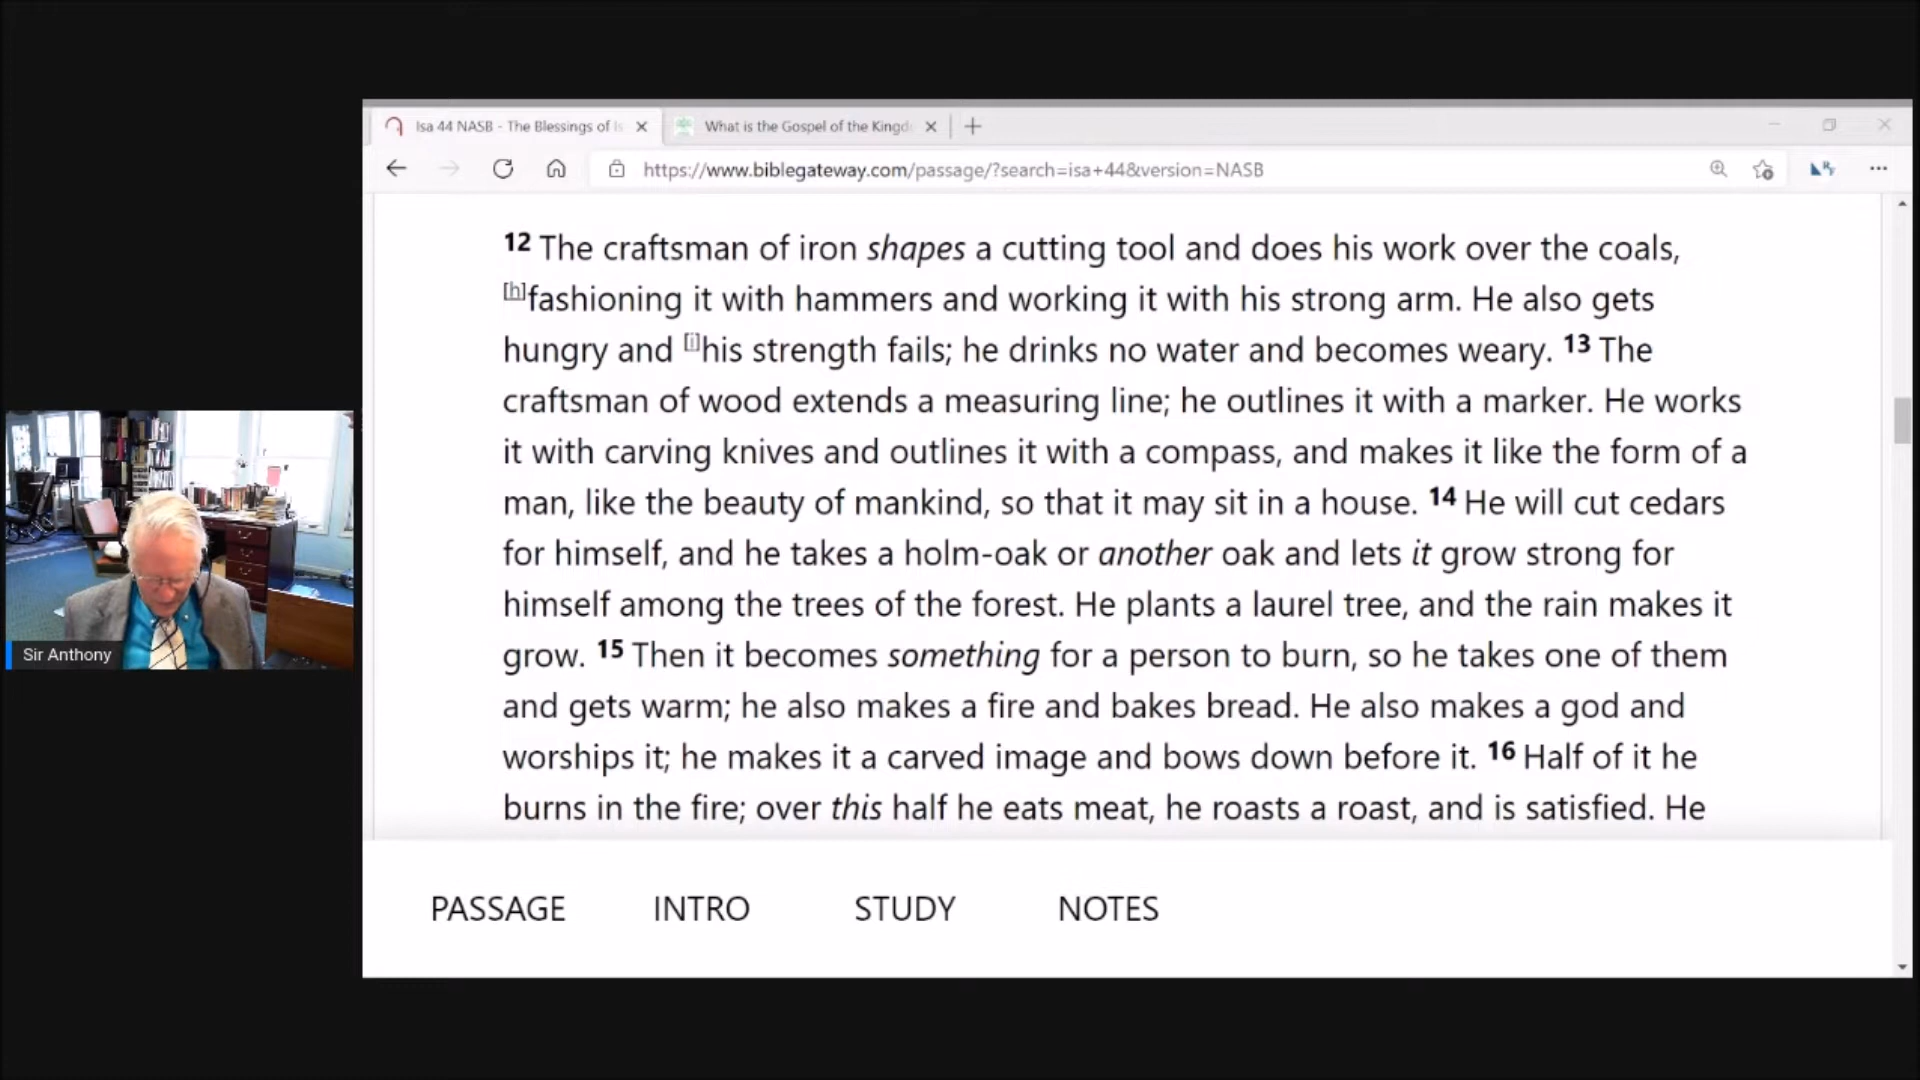 Isa 44 NASB - The Blessings of Is
What is the Gospel of the Kingd
https://www.biblegateway.com/passage/?search=isa+44&version=NASB
12 The craftsman of iron shapes a cutting tool and does his work over the coals,
[h]fashioning it with hammers and working it with his strong arm. He also gets
hungry and [i]his strength fails; he drinks no water and becomes weary. 13 The
craftsman of wood extends a measuring line; he outlines it with a marker. He works
it with carving knives and outlines it with a compass, and makes it like the form of a
man, like the beauty of mankind, so that it may sit in a house. 14 He will cut cedars
for himself, and he takes a holm-oak or another oak and lets it grow strong for
himself among the trees of the forest. He plants a laurel tree, and the rain makes it
grow. 15 Then it becomes something for a person to burn, so he takes one of them
and gets warm; he also makes a fire and bakes bread. He also makes a god and
worships it; he makes it a carved image and bows down before it. 16 Half of it he
burns in the fire; over this half he eats meat, he roasts a roast, and is satisfied. He
PASSAGE INTRO STUDY NOTES
Sir Anthony